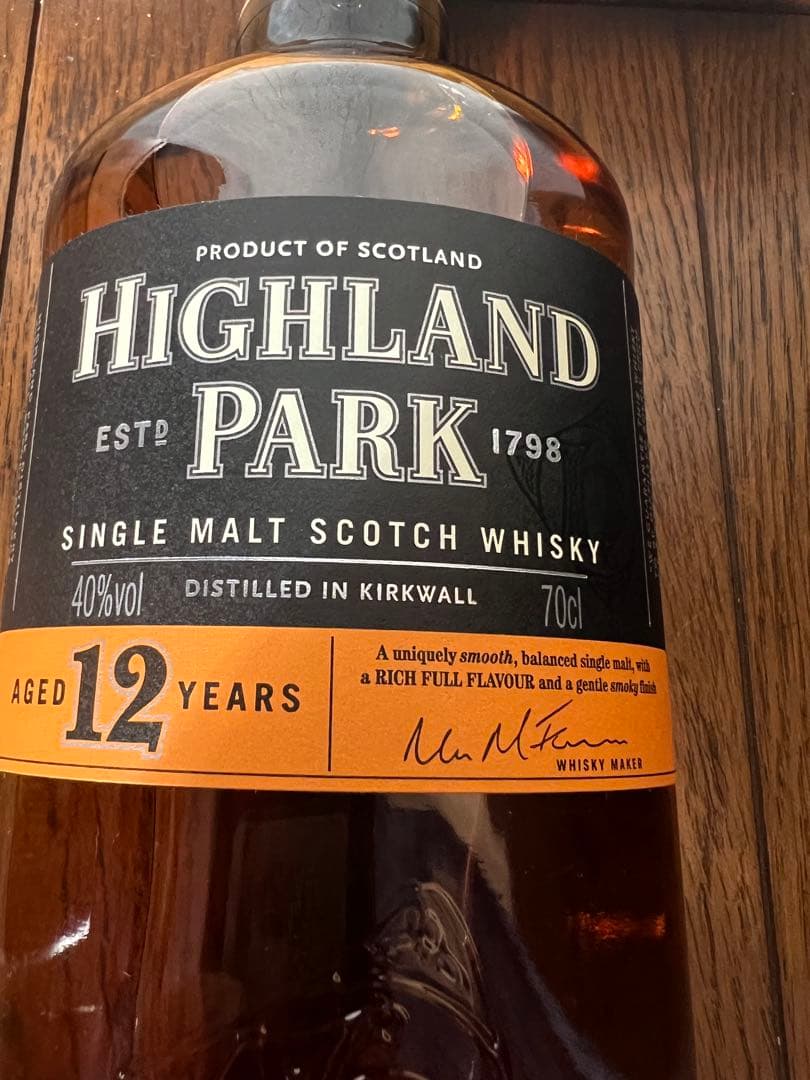 PRODUCT OF SCOTLAND
HIGHLAND
ESTD PARK 1798
SINGLE MALT SCOTCH WHISKY
40%vol DISTILLED IN KIRKWALL 70cl
AGED 12 YEARS
A uniquely smooth, balanced single malt, with
a RICH FULL FLAVOUR and a gentle smoky finish
WHISKY MAKER